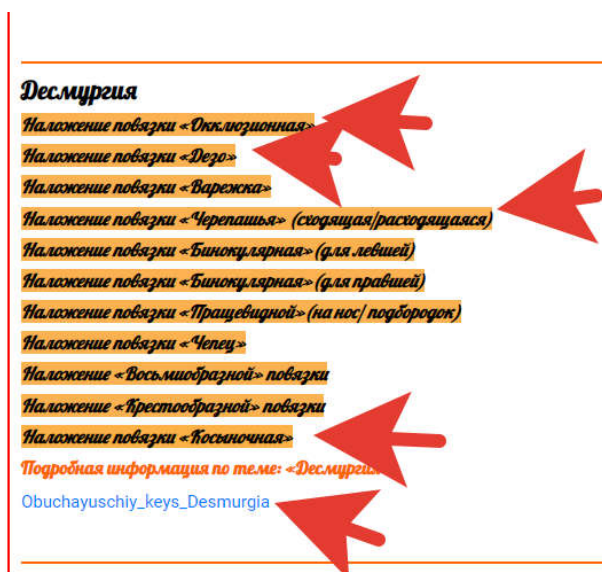 Десмургия
Наложение повязки «Окклюзионная»
Наложение повязки «Дезо»
Наложение повязки «Варежка»
Наложение повязки «Черепашья» (сходящая/расходящаяся)
Наложение повязки «Бинокулярная» (для левшей)
Наложение повязки «Бинокулярная» (для правшей)
Наложение повязки «Пращевидной» (на нос/ подбородок)
Наложение повязки «Чепец»
Наложение «Восьмиобразной» повязки
Наложение «Крестообразной» повязки
Наложение повязки «Косыночная»
Подробная информация по теме: «Десмургия
Obuchayuschiy_keys_Desmurgia